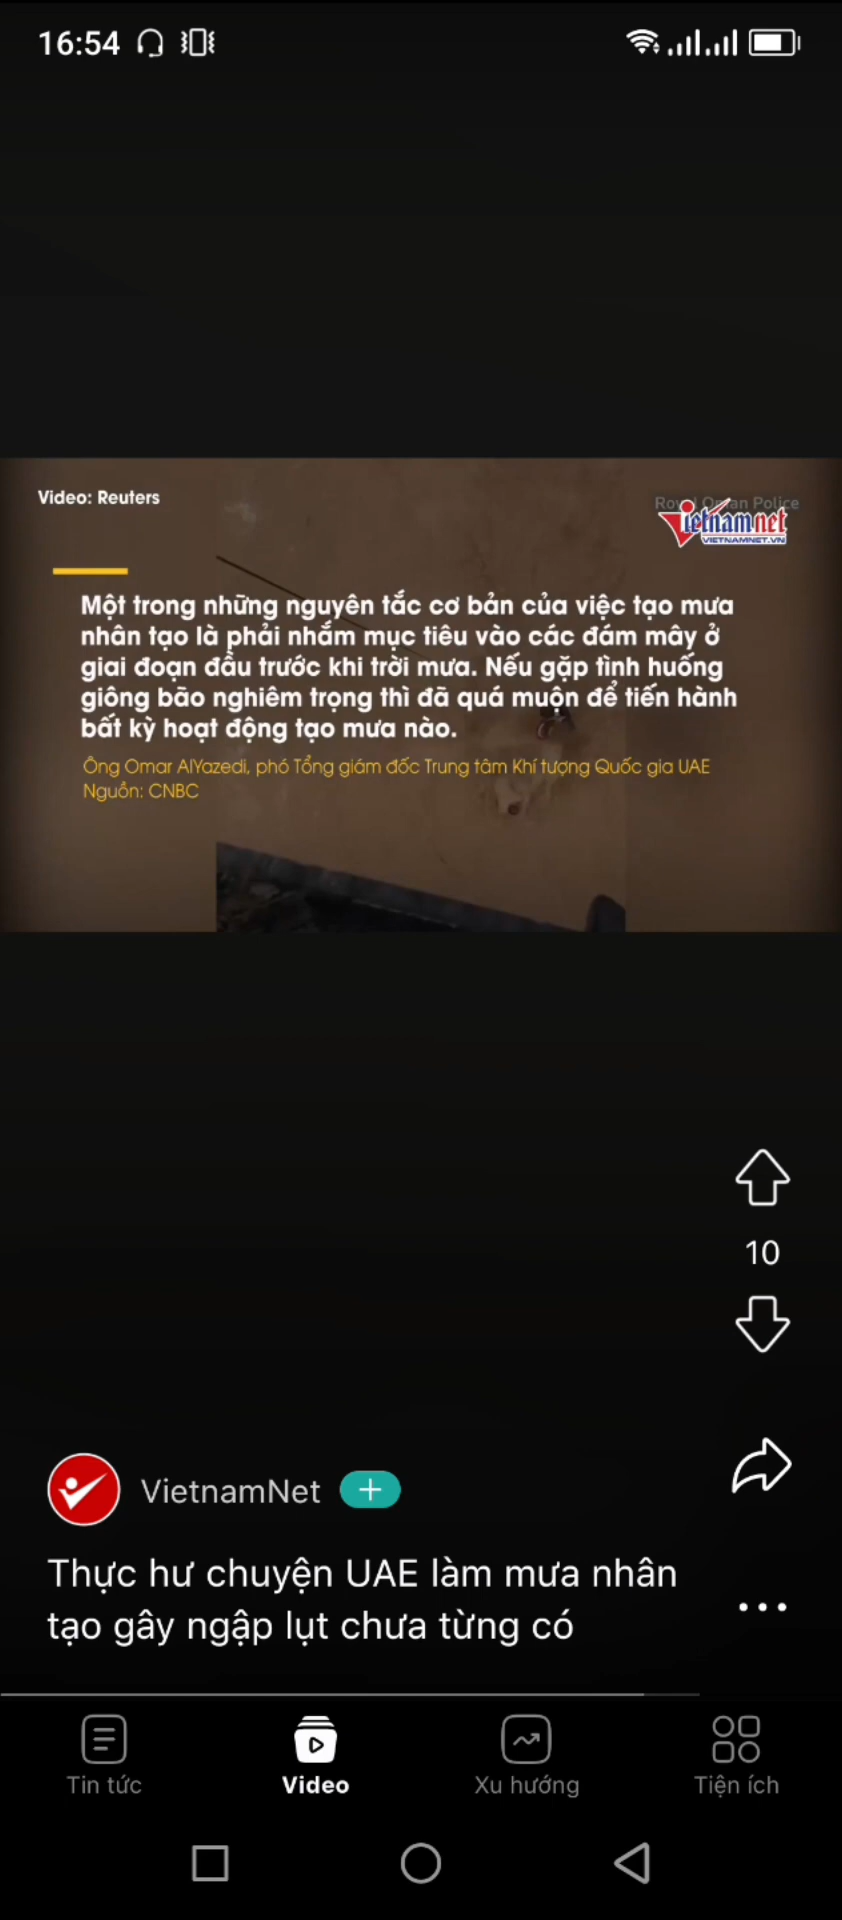 16:54
Video: Reuters
Royal Oman Police
Vietnamnet
VIETNAMNET.VN
Một trong những nguyên tắc cơ bản của việc tạo mưa
nhân tạo là phải nhắm mục tiêu vào các đám mây ở
giai đoạn đầu trước khi trời mưa. Nếu gặp tình huống
giông bão nghiêm trọng thì đã quá muộn để tiến hành
bất kỳ hoạt động tạo mưa nào.
Ông Omar AlYazedi, phó Tổng giám đốc Trung tâm Khí tượng Quốc gia UAE
Nguồn: CNBC
10
VietnamNet
Thực hư chuyện UAE làm mưa nhân
tạo gây ngập lụt chưa từng có
Tin tức
Video
Xu hướng
Tiện ích